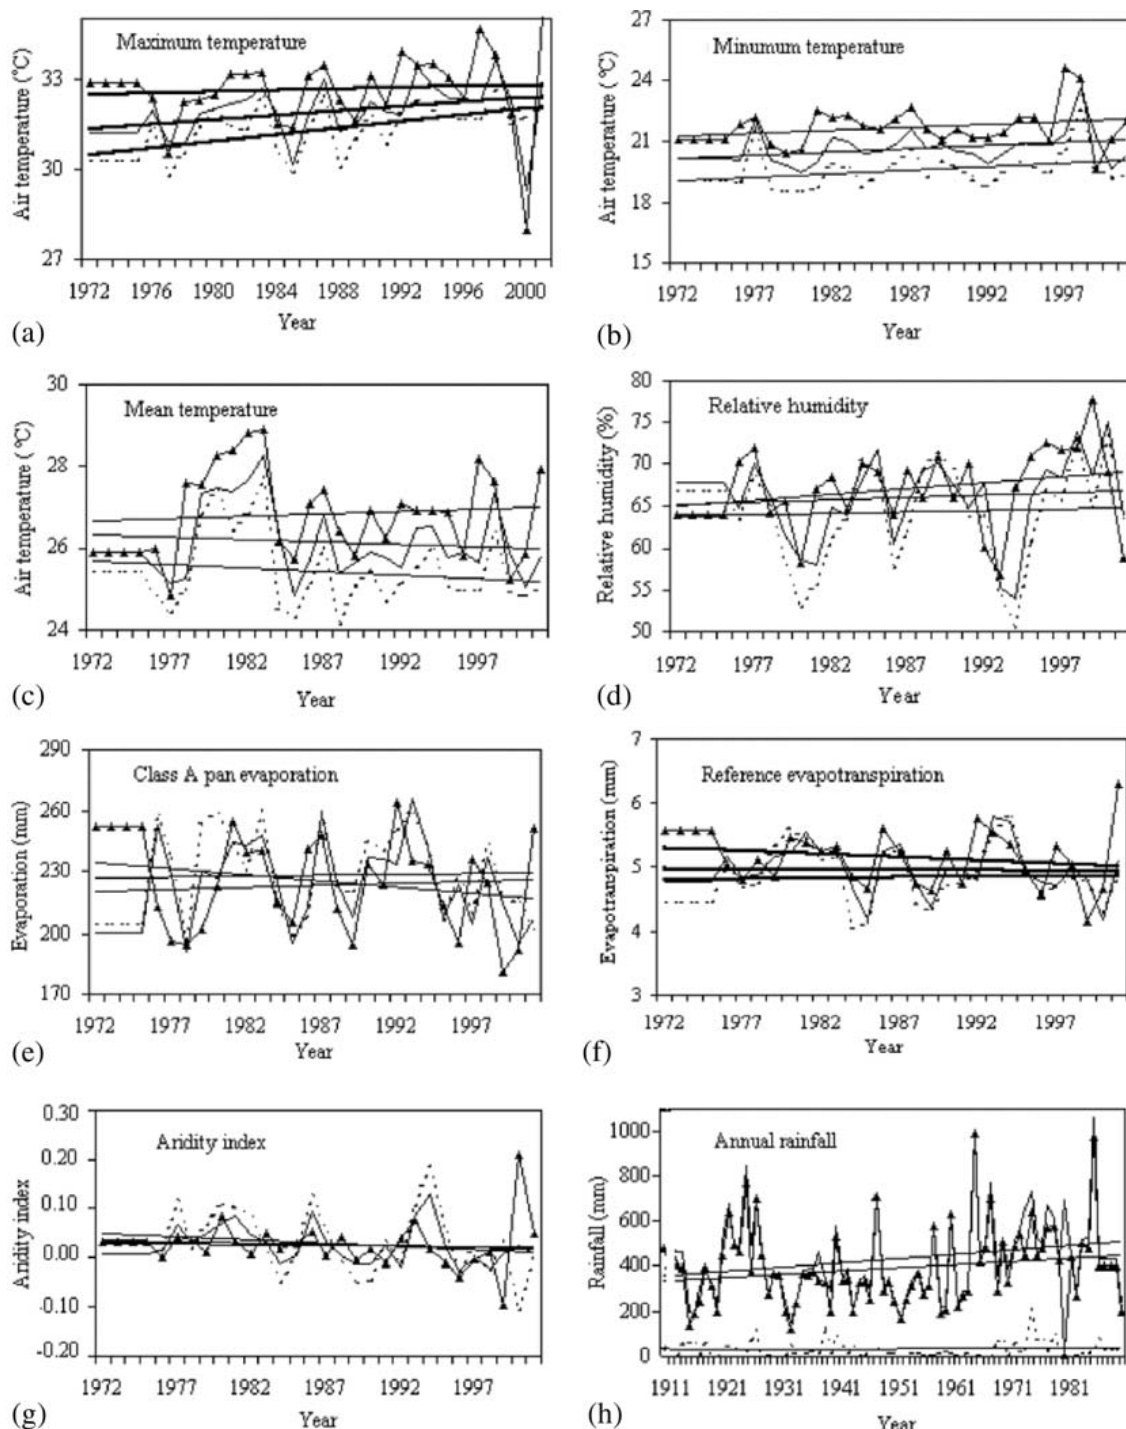 Maximum temperature
Air temperature (°C)
33
30
27
1972 1976 1980 1984 1988 1992 1996 2000
Year
(a)
Minumum temperature
Air temperature (°C)
27
24
21
18
15
1972 1977 1982 1987 1992 1997
Year
(b)
Mean temperature
Air temperature (°C)
30
28
26
24
1972 1977 1982 1987 1992 1997
Year
(c)
Relative humidity
Relative humidity (%)
80
75
70
65
60
55
50
1972 1977 1982 1987 1992 1997
Year
(d)
Class A pan evaporation
Evaporation (mm)
290
260
230
200
170
1972 1977 1982 1987 1992 1997
Year
(e)
Reference evapotranspiration
Evapotranspiration (mm)
7
6
5
4
3
1972 1977 1982 1987 1992 1997
Year
(f)
Aridity index
Aridity index
0.30
0.20
0.10
0.00
-0.10
-0.20
1972 1977 1982 1987 1992 1997
Year
(g)
Annual rainfall
Rainfall (mm)
1000
800
600
400
200
0
1911 1921 1931 1941 1951 1961 1971 1981
Year
(h)